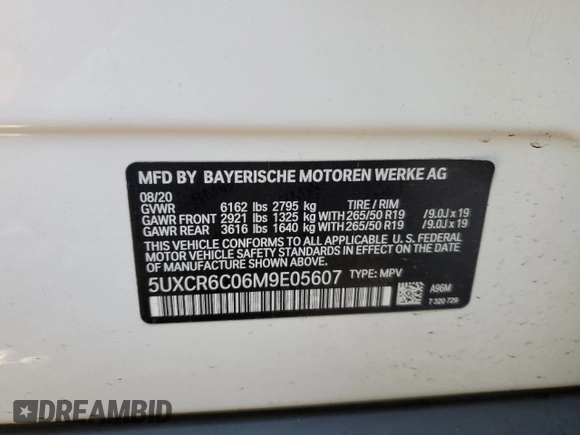 MFD BY BAYERISCHE MOTOREN WERKE AG
08/20
GVWR 6162 lbs 2795 kg TIRE / RIM
GAWR FRONT 2921 lbs 1325 kg WITH 265/50 R19 /9.0J x 19
GAWR REAR 3616 lbs 1640 kg WITH 265/50 R19 /9.0J x 19
THIS VEHICLE CONFORMS TO ALL APPLICABLE U. S. FEDERAL
MOTOR VEHICLE SAFETY STANDARDS IN EFFECT ON THE DATE OF
MANUFACTURE SHOWN ABOVE.
5UXCR6C06M9E05607 TYPE: MPV
A96M
7 320 729
DREAMBID